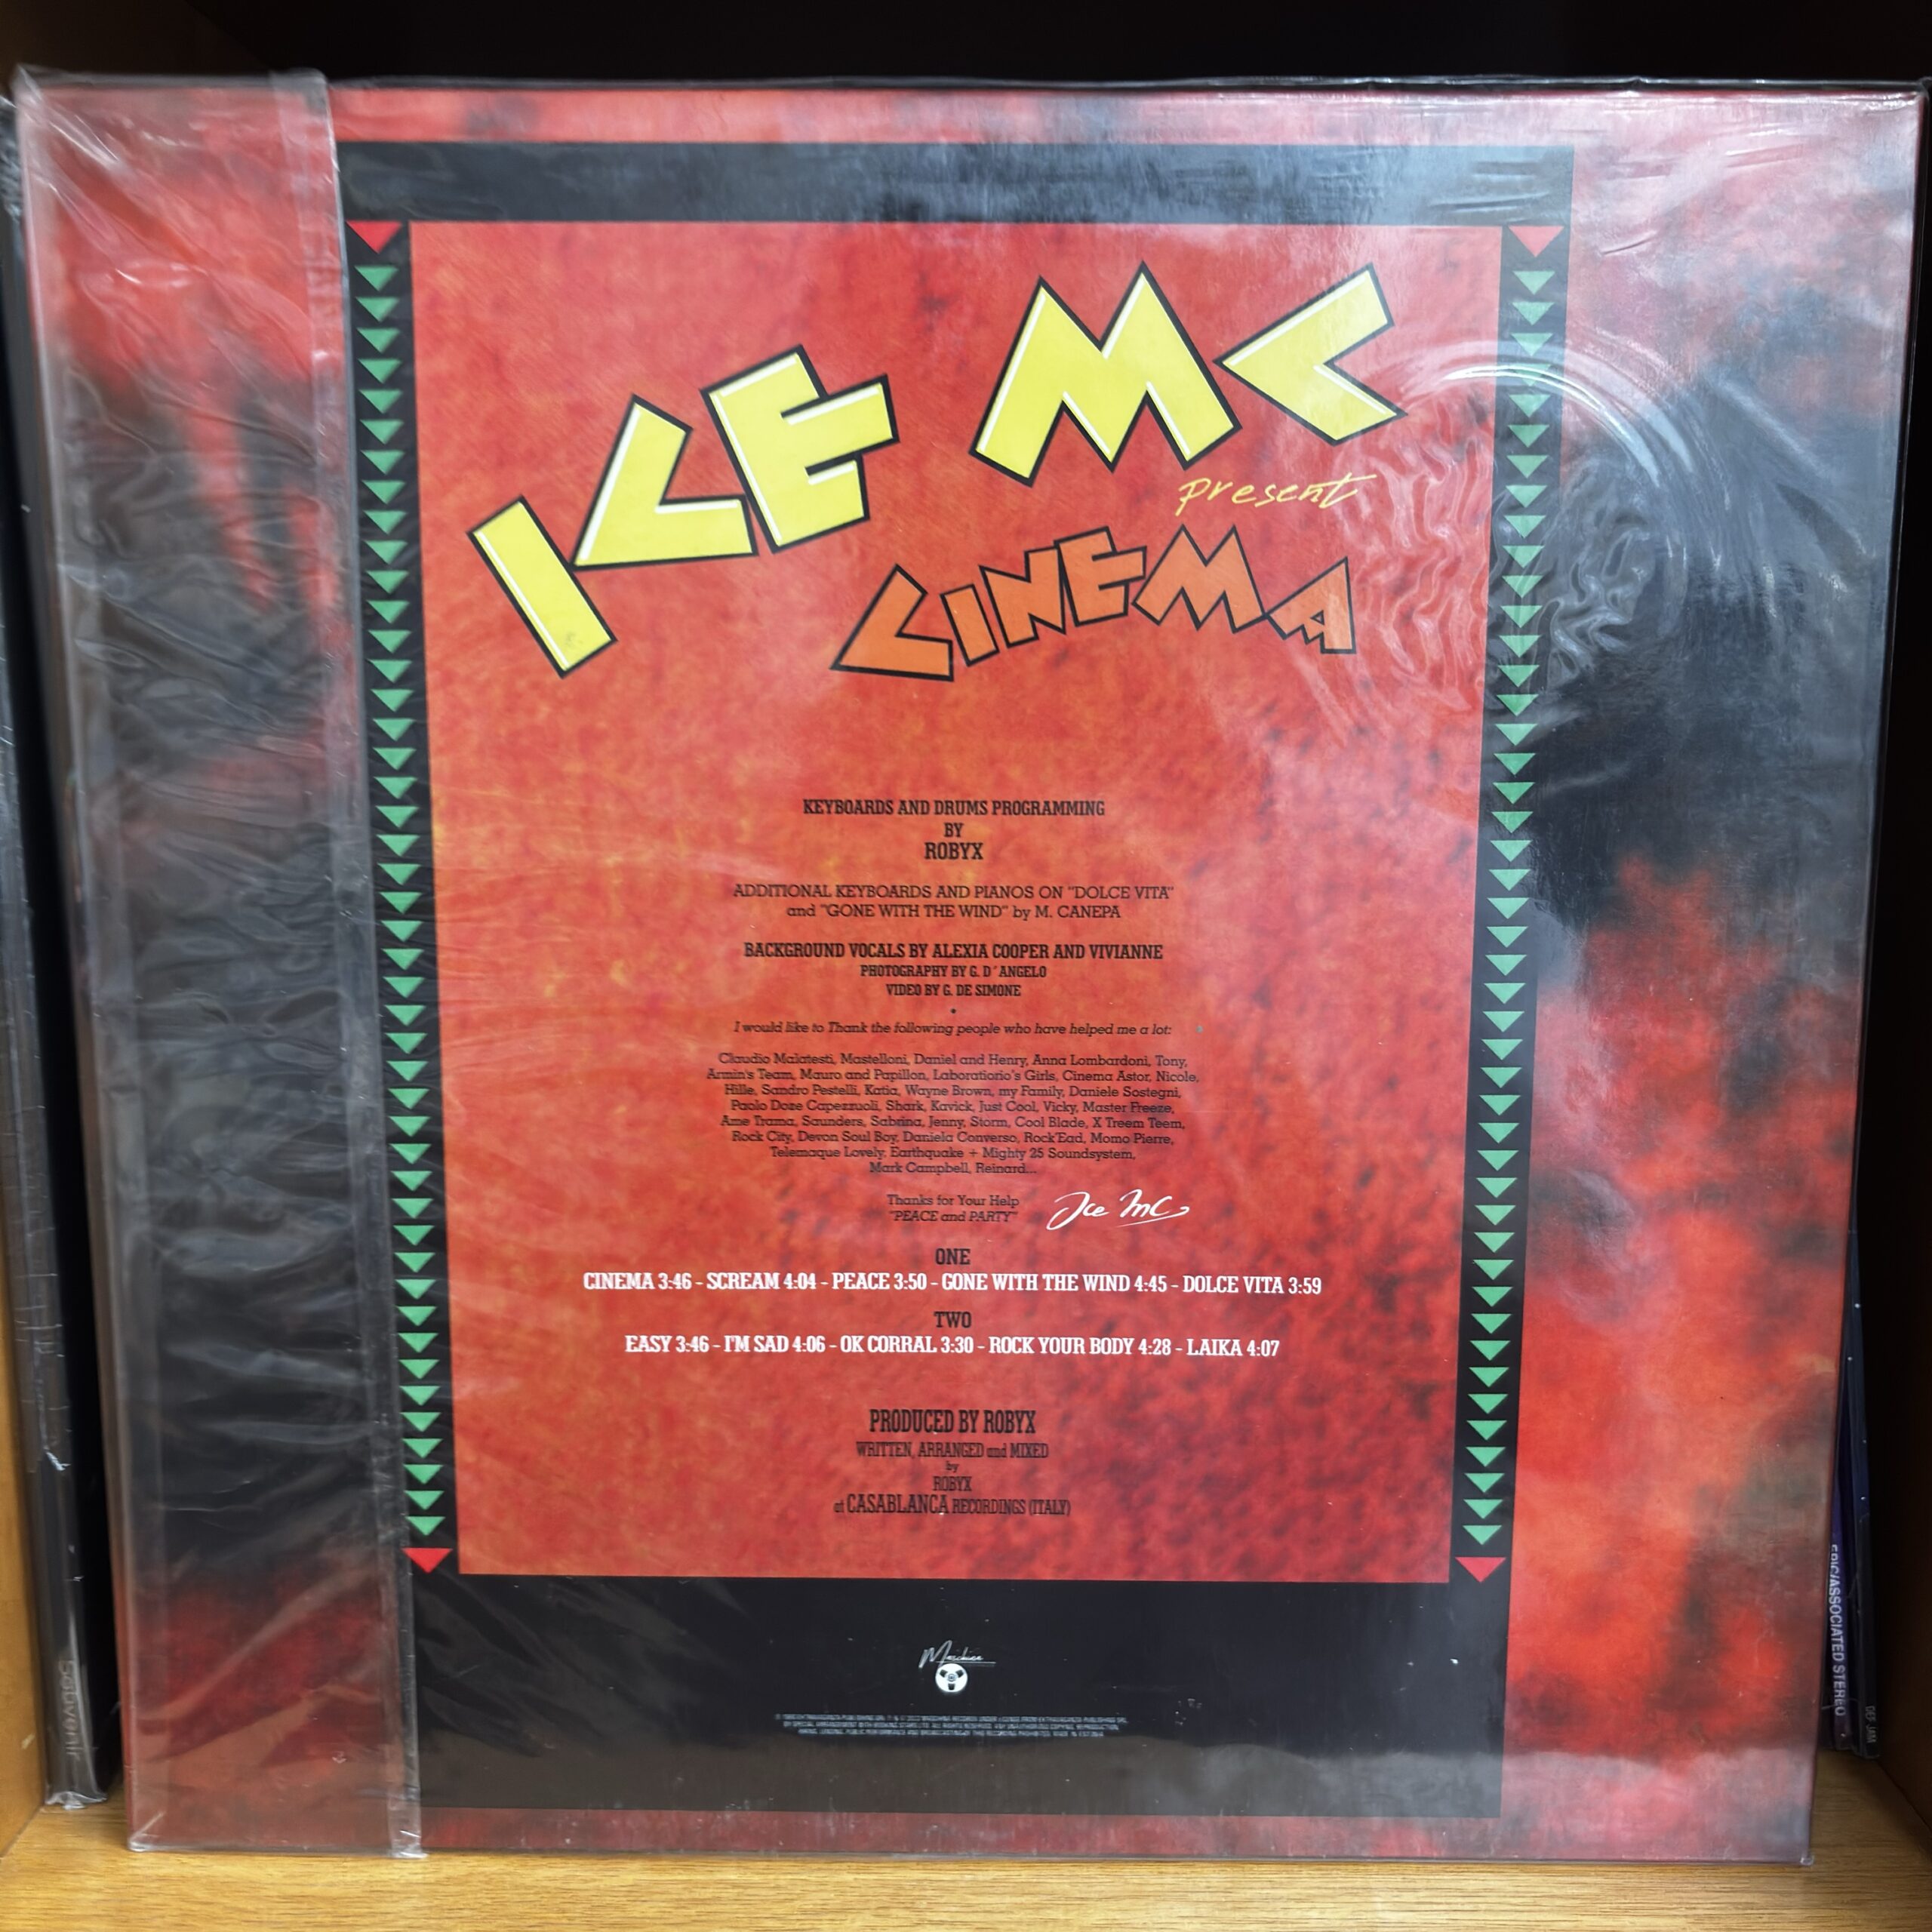 ICE MC
present
CINEMA
KEYBOARDS AND DRUMS PROGRAMMING
BY
ROBYX
ADDITIONAL KEYBOARDS AND PIANOS ON "DOLCE VITA"
and "GONE WITH THE WIND" by M. CANEPA
BACKGROUND VOCALS BY ALEXIA COOPER AND VIVIANNE
PHOTOGRAPHY BY G. D'ANGELO
VIDEO BY G. DE SIMONE
I would like to Thank the following people who have helped me a lot:
Claudio Malatesti, Mastelloni, Daniel and Henry, Anna Lombardoni, Tony,
Armin's Team, Mauro and Papillon, Laboratiorio's Girls, Cinema Astor, Nicole,
Hille, Sandro Pestelli, Katia, Wayne Brown, my Family, Daniele Sostegni,
Paolo Doze Capezzuoli, Shark, Kavick, Just Cool, Vicky, Master Freeze,
Ame Trama, Saunders, Sabrina, Jenny, Storm, Cool Blade, X Treem Teem,
Rock City, Devon Soul Boy, Daniela Converso, Rock'Ead, Momo Pierre,
Telemaque Lovely, Earthquake + Mighty 25 Soundsystem,
Mark Campbell, Reinard...
Thanks for Your Help
"PEACE and PARTY"
Ice MC
ONE
CINEMA 3:46 - SCREAM 4:04 - PEACE 3:50 - GONE WITH THE WIND 4:45 - DOLCE VITA 3:59
TWO
EASY 3:46 - I'M SAD 4:06 - OK CORRAL 3:30 - ROCK YOUR BODY 4:28 - LAIKA 4:07
PRODUCED BY ROBYX
WRITTEN, ARRANGED and MIXED
by
ROBYX
at CASABLANCA RECORDINGS (ITALY)
Maschina
EPIC/ASSOCIATED STEREO
DEF JAM